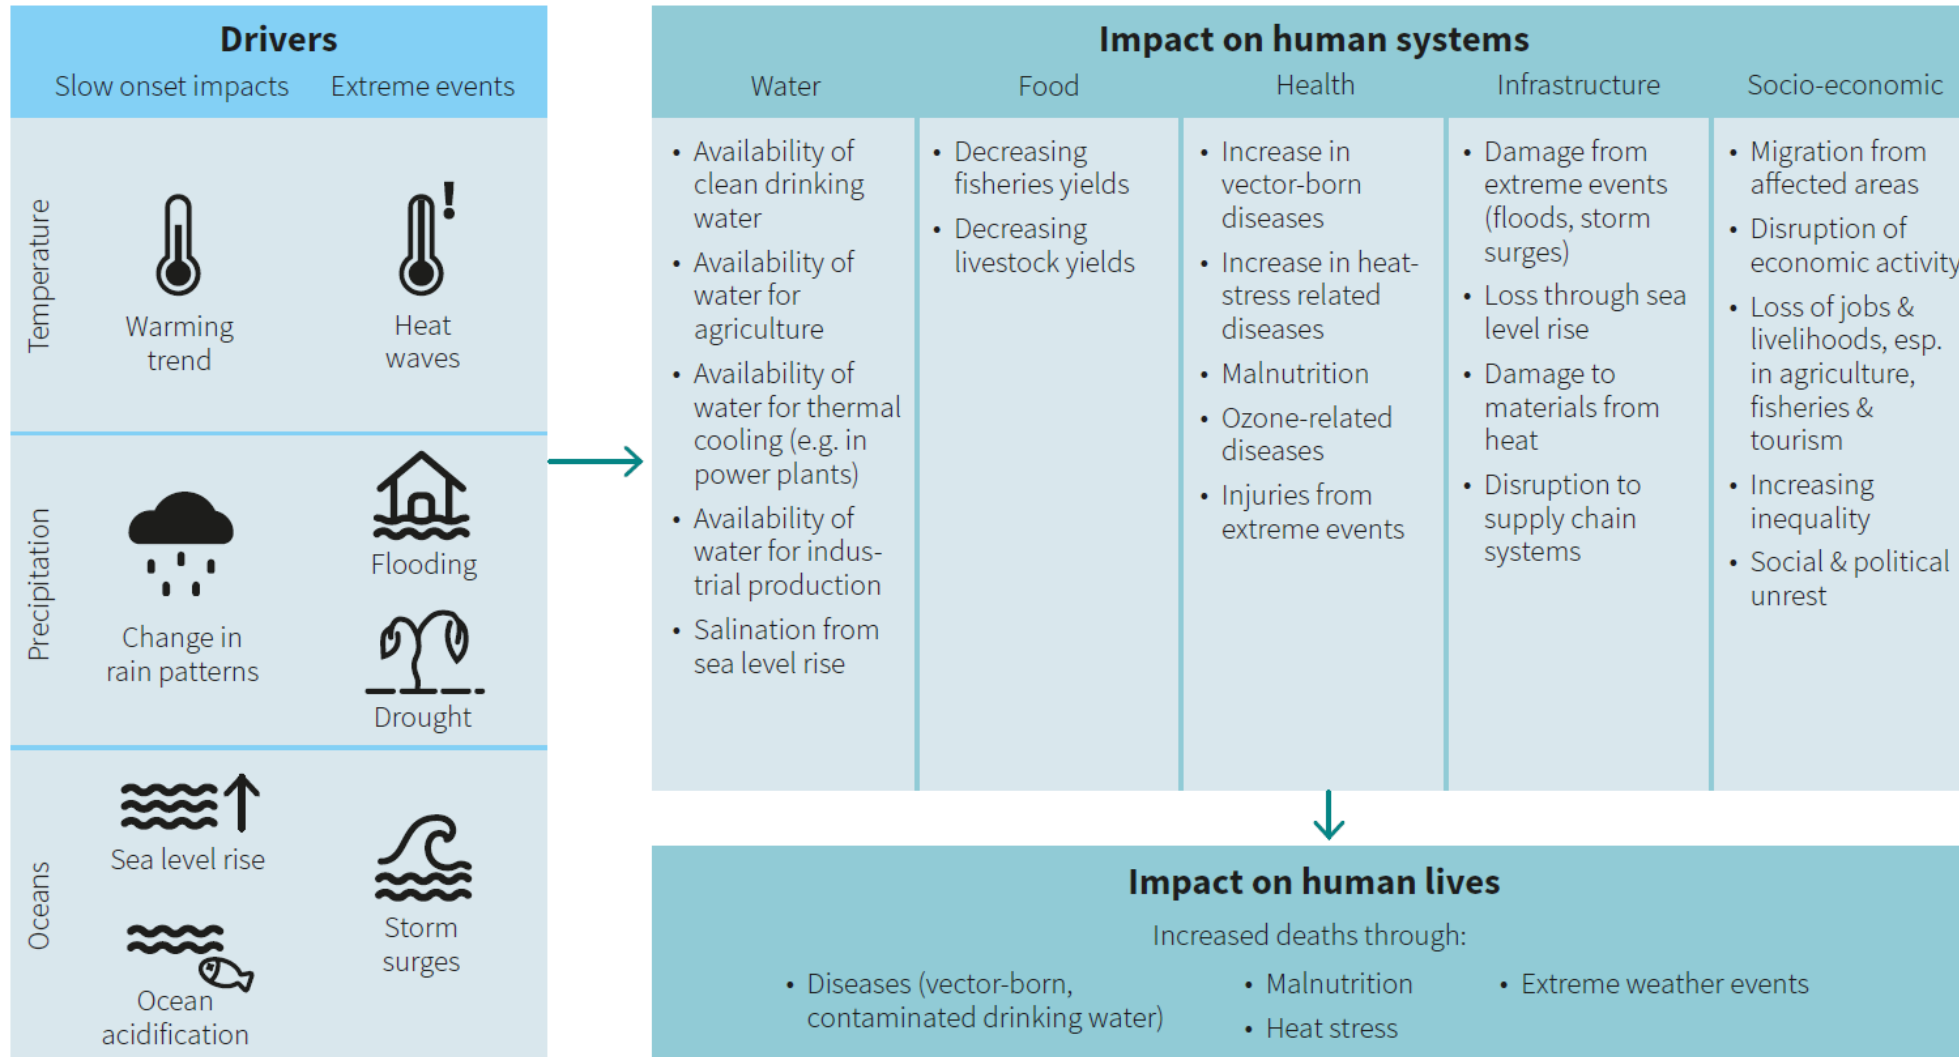 Drivers
Slow onset impacts
Extreme events
Temperature
Warming
trend
!
Heat
waves
Precipitation
Change in
rain patterns
Flooding
Drought
Oceans
Sea level rise
Ocean
acidification
Storm
surges
Impact on human systems
Water
• Availability of
clean drinking
water
• Availability of
water for
agriculture
• Availability of
water for thermal
cooling (e.g. in
power plants)
• Availability of
water for indus-
trial production
• Salination from
sea level rise
Food
• Decreasing
fisheries yields
• Decreasing
livestock yields
Health
• Increase in
vector-born
diseases
• Increase in heat-
stress related
diseases
• Malnutrition
• Ozone-related
diseases
• Injuries from
extreme events
Infrastructure
• Damage from
extreme events
(floods, storm
surges)
• Loss through sea
level rise
• Damage to
materials from
heat
• Disruption to
supply chain
systems
Socio-economic
• Migration from
affected areas
• Disruption of
economic activity
• Loss of jobs &
livelihoods, esp.
in agriculture,
fisheries &
tourism
• Increasing
inequality
• Social & political
unrest
Impact on human lives
Increased deaths through:
• Diseases (vector-born,
contaminated drinking water)
• Malnutrition
• Heat stress
• Extreme weather events